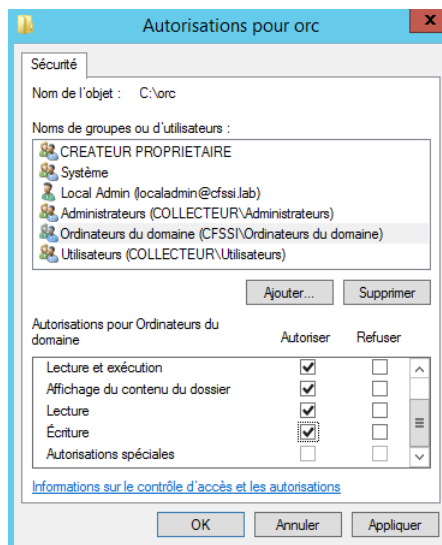 Autorisations pour orc
x
Sécurité
Nom de l'objet : C:\orc
Noms de groupes ou d'utilisateurs :
CREATEUR PROPRIETAIRE
Système
Local Admin (localadmin@cfssi.lab)
Administrateurs (COLLECTEUR\Administrateurs)
Ordinateurs du domaine (CFSSI\Ordinateurs du domaine)
Utilisateurs (COLLECTEUR\Utilisateurs)
Ajouter... Supprimer
Autorisations pour Ordinateurs du
domaine Autoriser Refuser
Lecture et exécution
Affichage du contenu du dossier
Lecture
Écriture
Autorisations spéciales
Informations sur le contrôle d'accès et les autorisations
OK Annuler Appliquer